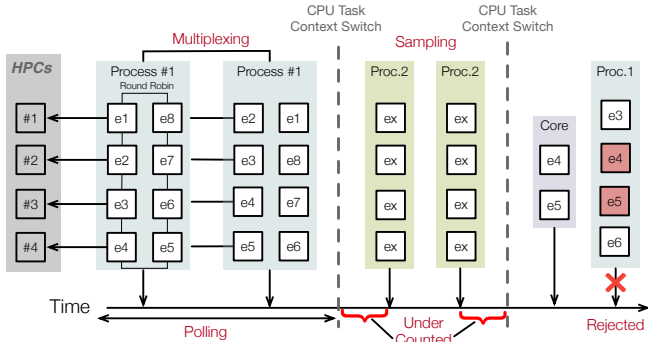 CPU Task
Context Switch
CPU Task
Context Switch
Multiplexing
Sampling
HPCs
Process #1
Round Robin
Process #1
Proc.2
Proc.2
Proc.1
#1
e1
e8
e2
e1
ex
ex
Core
e3
#2
e2
e7
e3
e8
ex
ex
e4
e4
#3
e3
e6
e4
e7
ex
ex
e5
e5
#4
e4
e5
e5
e6
ex
ex
e6
Time
Polling
Under
Counted
Rejected